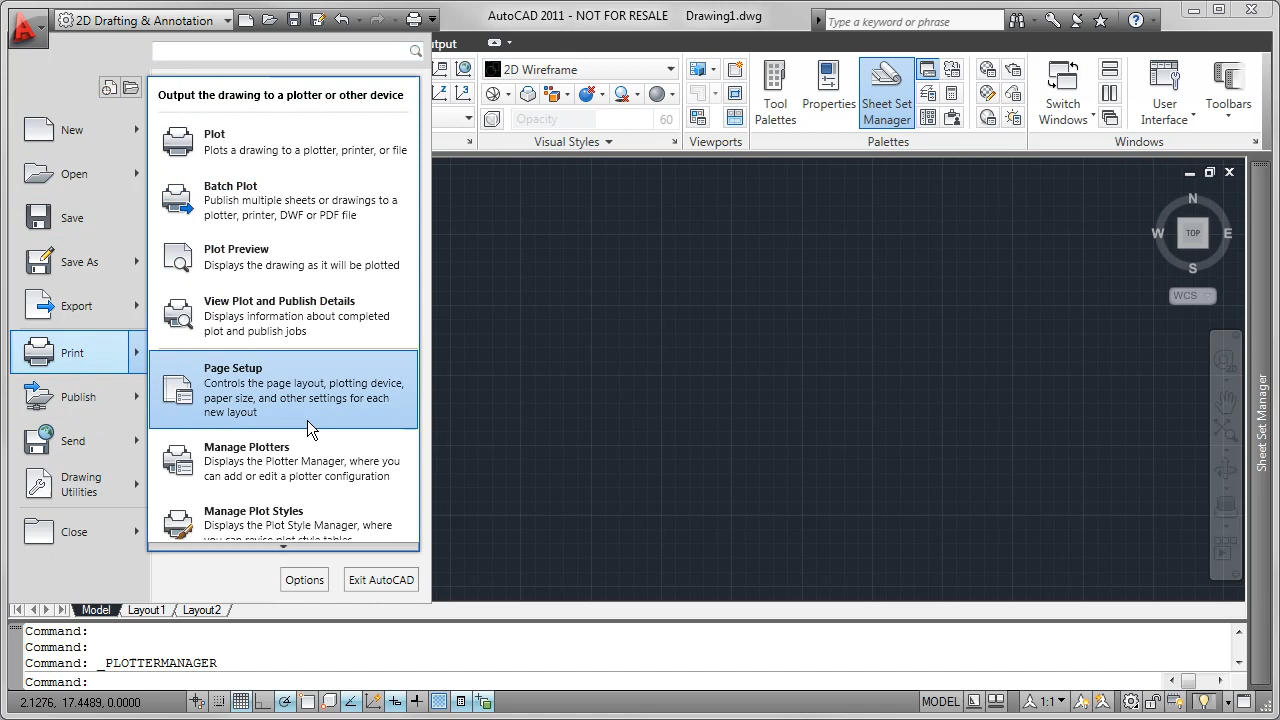 2D Drafting & Annotation
AutoCAD 2011 - NOT FOR RESALE Drawing1.dwg
Type a keyword or phrase
Output the drawing to a plotter or other device
Plot
Plots a drawing to a plotter, printer, or file
Batch Plot
Publish multiple sheets or drawings to a
plotter, printer, DWF or PDF file
Plot Preview
Displays the drawing as it will be plotted
View Plot and Publish Details
Displays information about completed
plot and publish jobs
Page Setup
Controls the page layout, plotting device,
paper size, and other settings for each
new layout
Manage Plotters
Displays the Plotter Manager, where you
can add or edit a plotter configuration
Manage Plot Styles
Displays the Plot Style Manager, where
you can revise plot style tables
New
Open
Save
Save As
Export
Print
Publish
Send
Drawing
Utilities
Close
Options
Exit AutoCAD
2D Wireframe
Opacity 60
Visual Styles
Viewports
Tool
Palettes
Properties
Sheet Set
Manager
Palettes
Switch
Windows
User
Interface
Toolbars
Windows
N
W
TOP
E
S
WCS
Sheet Set Manager
Model
Layout1
Layout2
Command:
Command:
Command: _PLOTTERMANAGER
Command:
2.1276, 17.4489, 0.0000
MODEL
1:1